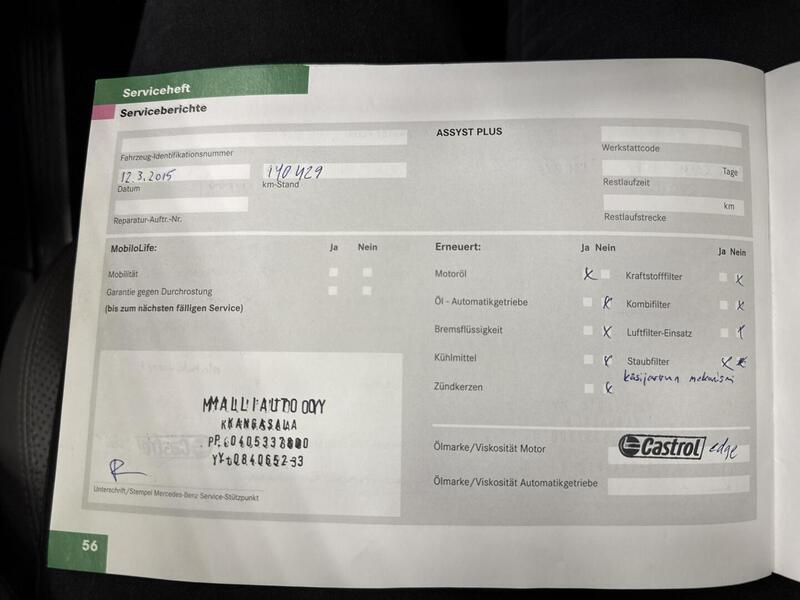 Serviceheft
Serviceberichte
ASSYST PLUS
Fahrzeug-Identifikationsnummer
Werkstattcode
12.3.2015
140429
Tage
Datum
km-Stand
Restlaufzeit
km
Reparatur-Auftr.-Nr.
Restlaufstrecke
MobiloLife: Ja Nein
Erneuert: Ja Nein Ja Nein
Mobilität
Motoröl x Kraftstofffilter x
Garantie gegen Durchrostung
Öl - Automatikgetriebe x Kombifilter x
(bis zum nächsten fälligen Service)
Bremsflüssigkeit x Luftfilter-Einsatz x
Kühlmittel x Staubfilter x
käsijarrun mekanismi
Zündkerzen x
MALLIAUTO OY
KANGASALA
Ölmarke/Viskosität Motor Castrol edge
Ölmarke/Viskosität Automatikgetriebe
Unterschrift/Stempel Mercedes-Benz Service-Stützpunkt
56